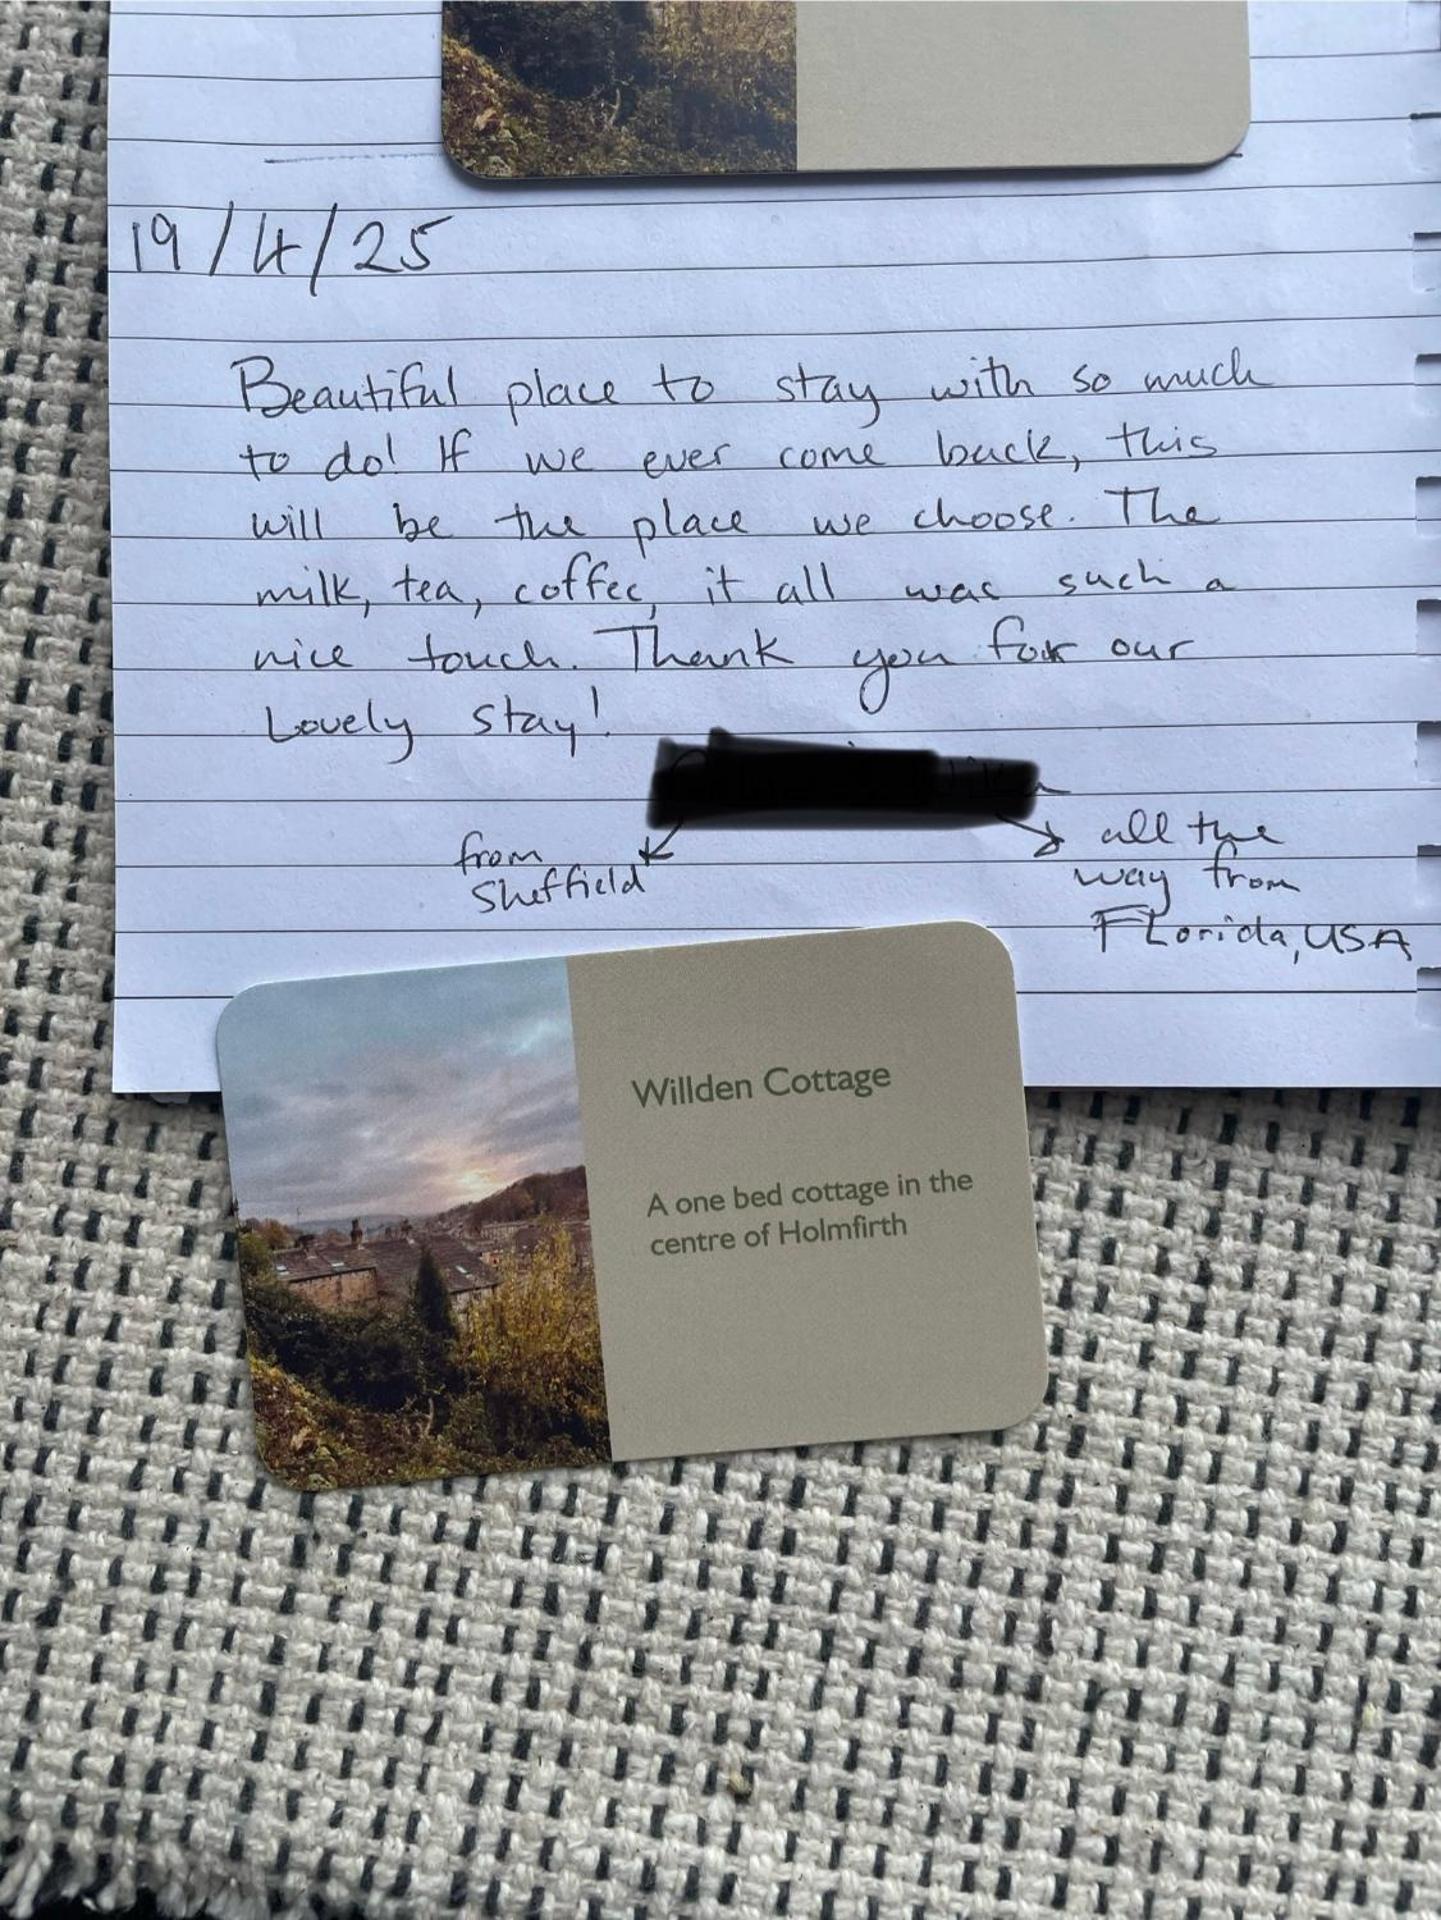 19/4/25
Beautiful place to stay with so much
to do! If we ever come back, this
will be the place we choose. The
milk, tea, coffee, it all was such a
nice touch. Thank you for our
Lovely stay!
from
Sheffield
all the
way from
FLorida, USA
Willden Cottage
A one bed cottage in the
centre of Holmfirth